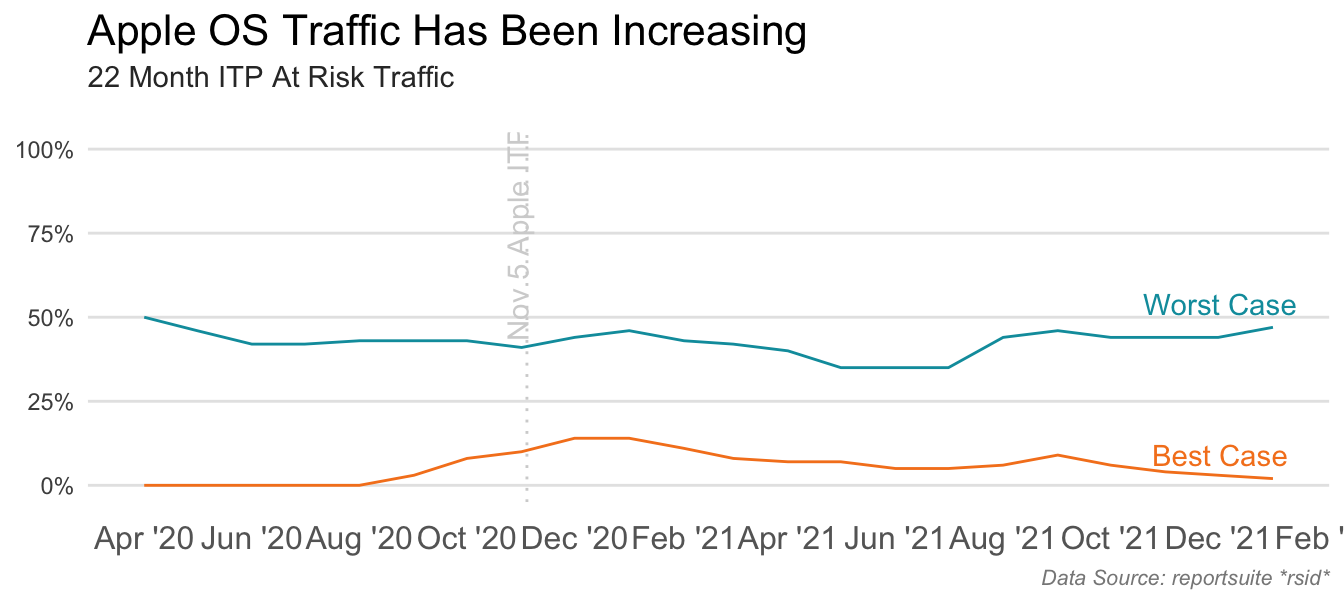 Apple OS Traffic Has Been Increasing
22 Month ITP At Risk Traffic
100%
75%
50%
25%
0%
Nov 5 Apple ITP
Worst Case
Best Case
Apr '20 Jun '20 Aug '20 Oct '20 Dec '20 Feb '21 Apr '21 Jun '21 Aug '21 Oct '21 Dec '21 Feb '
Data Source: reportsuite *rsid*